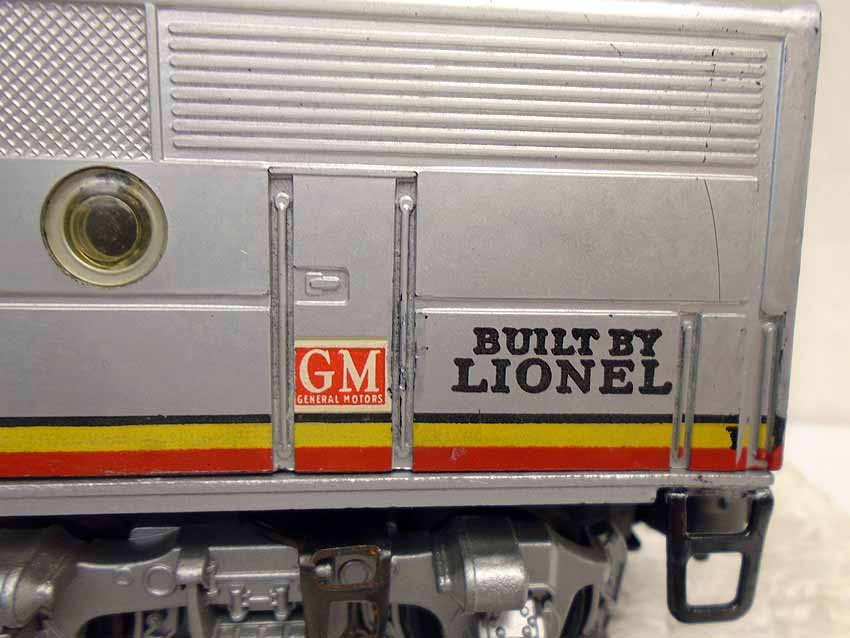 GM
GENERAL MOTORS
BUILT BY
LIONEL